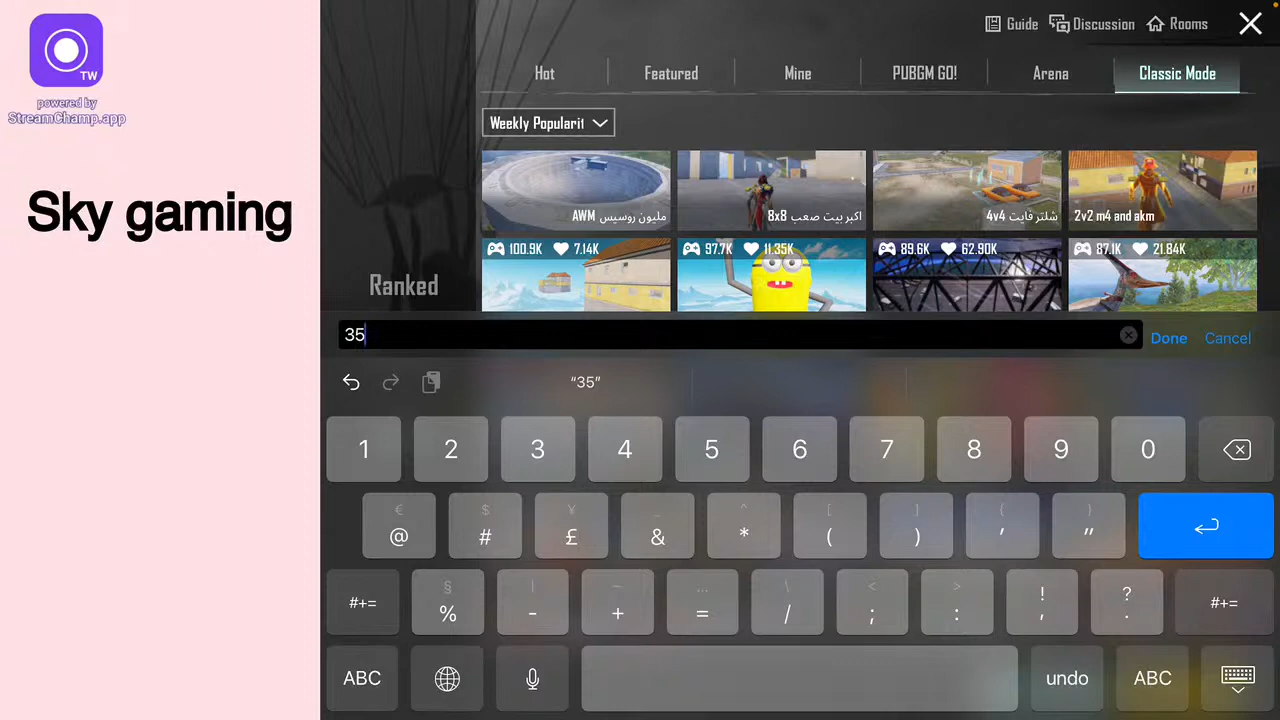 TW
powered by
StreamChamp.app
Sky gaming
Guide Discussion Rooms
Hot Featured Mine PUBGM GO! Arena Classic Mode
Weekly Popularit
مليون روسيس AWM
اكبر بيت صعب 8x8
شلتر فايت 4v4
2v2 m4 and akm
100.9K 7.14K 97.7K 11.35K 89.6K 62.90K 87.1K 21.84K
Ranked
35
Done Cancel
“35”
1 2 3 4 5 6 7 8 9 0
€ $ ¥ _ ^ [ ] { }
@ # £ & * ( ) ' "
§ | ~ … \ < > ! ?
#+= % - + = / ; : , . #+=
ABC undo ABC